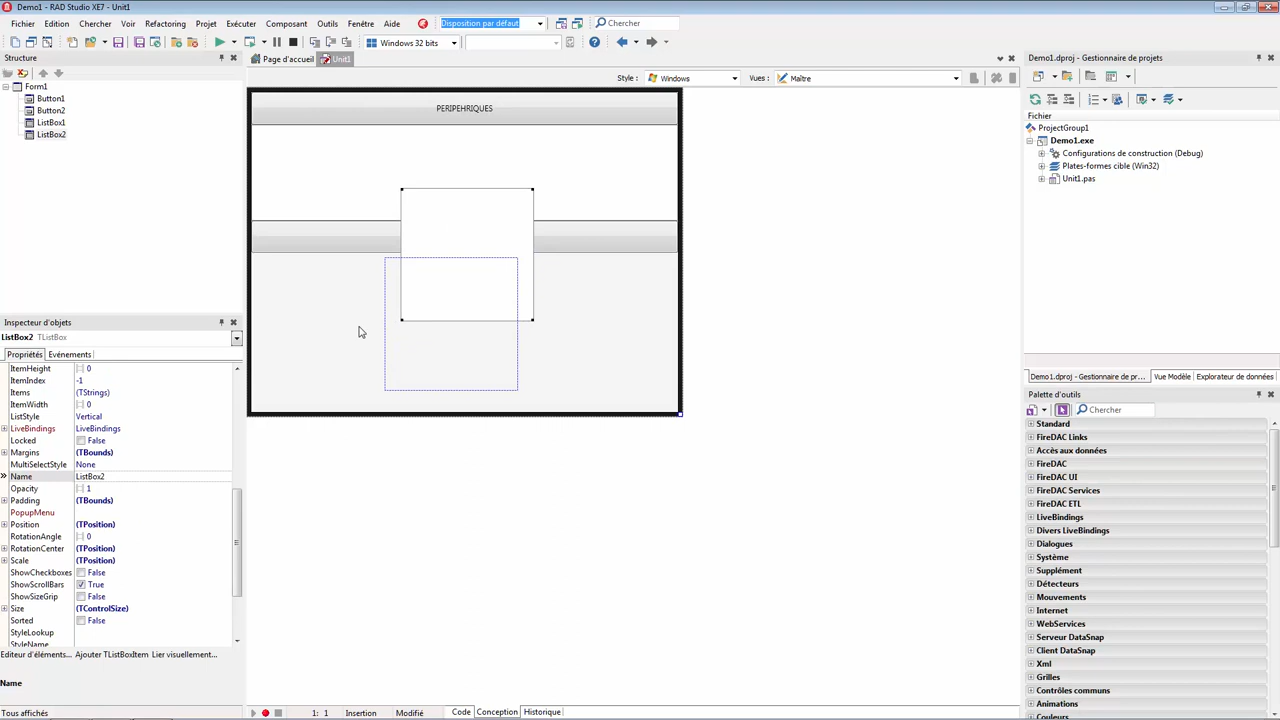 Demo1 - RAD Studio XE7 - Unit1
Fichier Edition Chercher Voir Refactoring Projet Exécuter Composant Outils Fenêtre Aide Disposition par défaut Chercher
Windows 32 bits
Structure
Form1
Button1
Button2
ListBox1
ListBox2
Page d'accueil Unit1
Style : Windows Vues : Maître
PERIPEHRIQUES
Inspecteur d'objets
ListBox2 TListBox
Propriétés Evénements
ItemHeight 0
ItemIndex -1
Items (TStrings)
ItemWidth 0
ListStyle Vertical
LiveBindings LiveBindings
Locked False
Margins (TBounds)
MultiSelectStyle None
Name ListBox2
Opacity 1
Padding (TBounds)
PopupMenu
Position (TPosition)
RotationAngle 0
RotationCenter (TPosition)
Scale (TPosition)
ShowCheckboxes False
ShowScrollBars True
ShowSizeGrip False
Size (TControlSize)
Sorted False
StyleLookup
StyleName
Editeur d'éléments... Ajouter TListBoxItem Lier visuellement...
Name
Tous affichés
1: 1 Insertion Modifié Code Conception Historique
Demo1.dproj - Gestionnaire de projets
Fichier
ProjectGroup1
Demo1.exe
Configurations de construction (Debug)
Plates-formes cible (Win32)
Unit1.pas
Demo1.dproj - Gestionnaire de pr... Vue Modèle Explorateur de données
Palette d'outils
Chercher
Standard
FireDAC Links
Accès aux données
FireDAC
FireDAC UI
FireDAC Services
FireDAC ETL
LiveBindings
Divers LiveBindings
Dialogues
Système
Supplément
Détecteurs
Mouvements
Internet
WebServices
Serveur DataSnap
Client DataSnap
Xml
Grilles
Contrôles communs
Animations
Couleurs